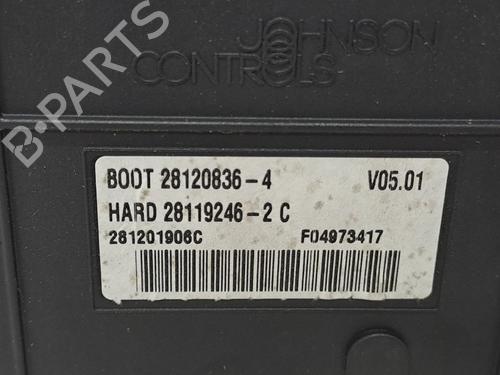 JOHNSON
CONTROLS
B-PARTS
BOOT 28120836-4 V05.01
HARD 28119246-2 C
281201906C F04973417